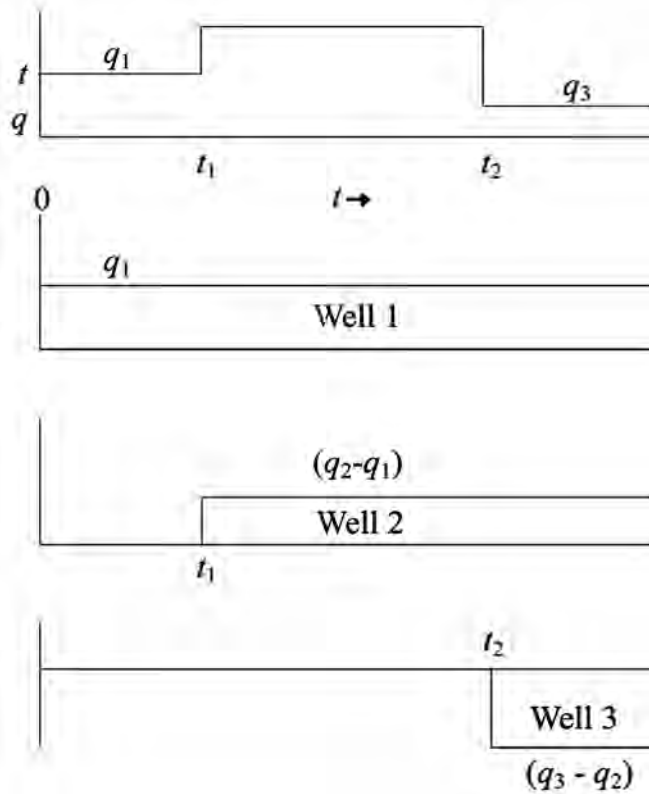 q₁
t
q₃
q
t₁ t₂
0 t →
q₁
Well 1
(q₂-q₁)
Well 2
t₁
t₂
Well 3
(q₃ - q₂)